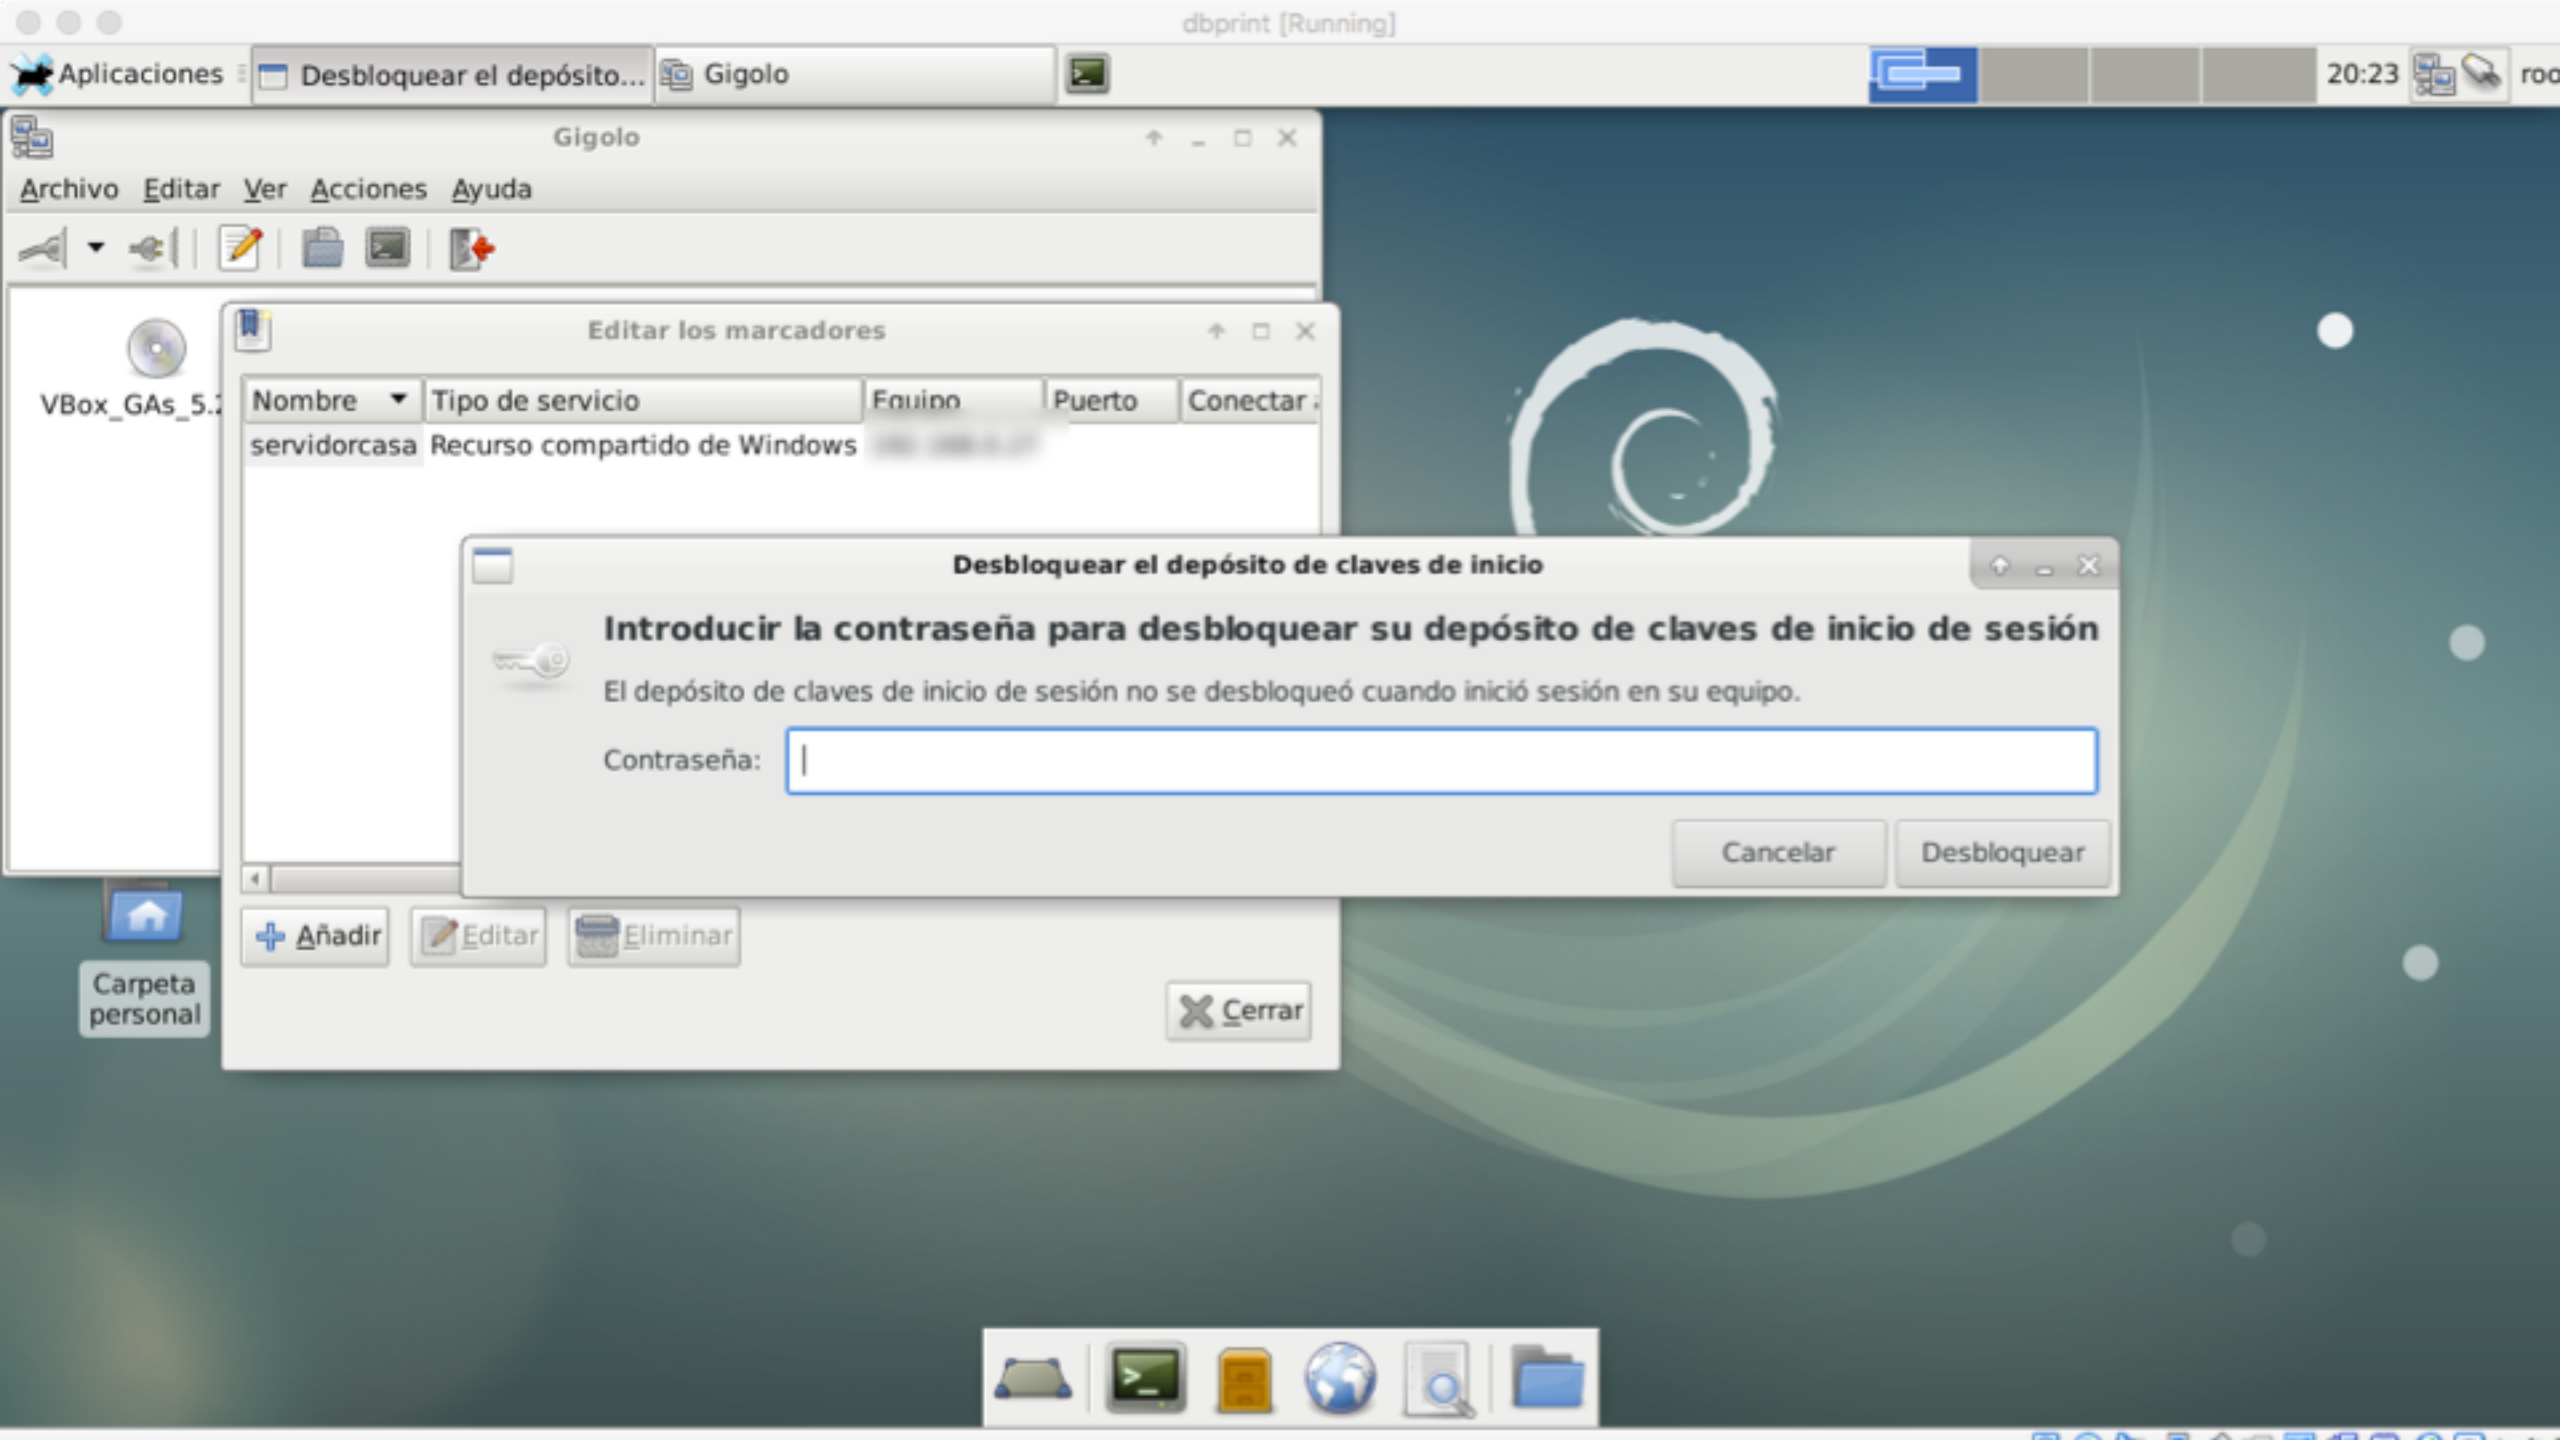 dbprint [Running]
Aplicaciones
Desbloquear el depósito...
Gigolo
20:23
roo
Gigolo
Archivo Editar Ver Acciones Ayuda
VBox_GAs_5.2
Editar los marcadores
Nombre Tipo de servicio Equipo Puerto Conectar
servidorcasa Recurso compartido de Windows
Desbloquear el depósito de claves de inicio
Introducir la contraseña para desbloquear su depósito de claves de inicio de sesión
El depósito de claves de inicio de sesión no se desbloqueó cuando inició sesión en su equipo.
Contraseña:
Cancelar Desbloquear
Añadir Editar Eliminar
Cerrar
Carpeta
personal